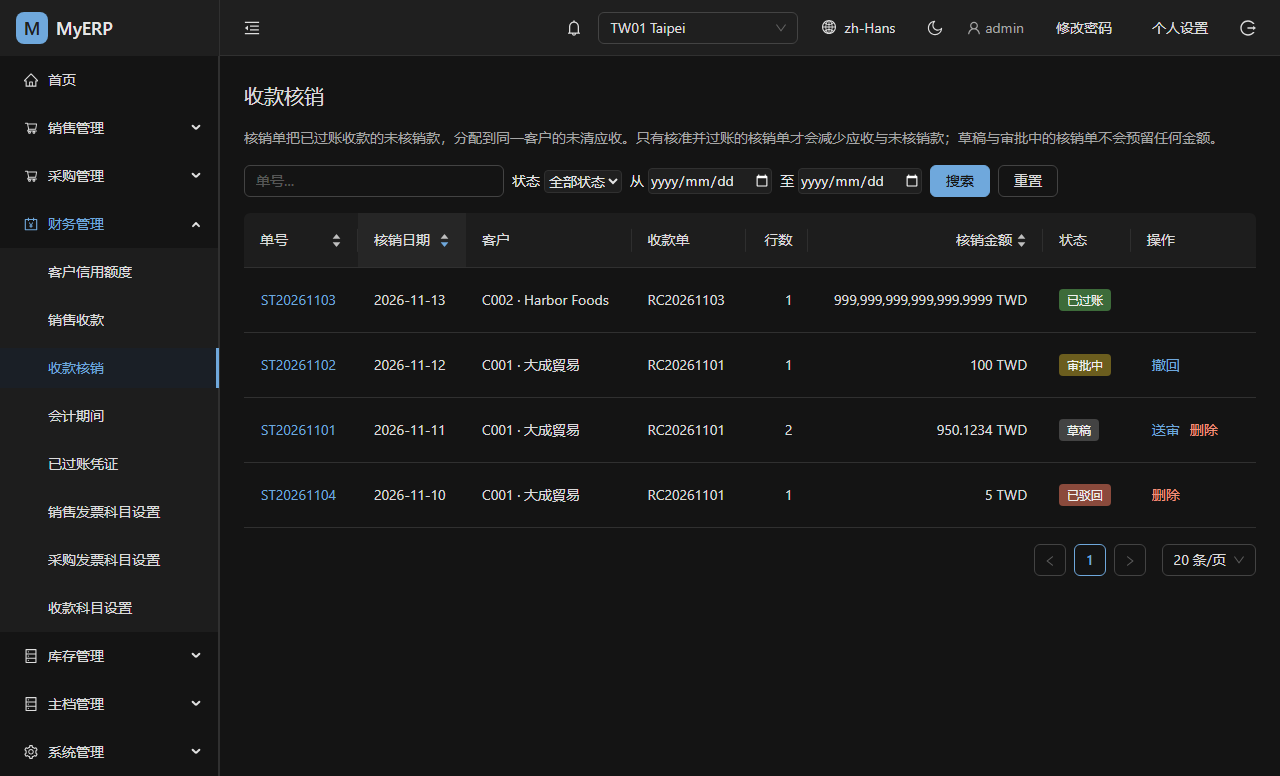 M MyERP
TW01 Taipei
zh-Hans
admin
修改密码
个人设置
首页
销售管理
采购管理
财务管理
客户信用额度
销售收款
收款核销
会计期间
已过账凭证
销售发票科目设置
采购发票科目设置
收款科目设置
库存管理
主档管理
系统管理
收款核销
核销单把已过账收款的未核销款，分配到同一客户的未清应收。只有核准并过账的核销单才会减少应收与未核销款；草稿与审批中的核销单不会预留任何金额。
单号... 状态 全部状态 从 yyyy/mm/dd 至 yyyy/mm/dd 搜索 重置
单号 核销日期 客户 收款单 行数 核销金额 状态 操作
ST20261103 2026-11-13 C002 · Harbor Foods RC20261103 1 999,999,999,999,999.9999 TWD 已过账
ST20261102 2026-11-12 C001 · 大成貿易 RC20261101 1 100 TWD 审批中 撤回
ST20261101 2026-11-11 C001 · 大成貿易 RC20261101 2 950.1234 TWD 草稿 送审 删除
ST20261104 2026-11-10 C001 · 大成貿易 RC20261101 1 5 TWD 已驳回 删除
< 1 > 20 条/页